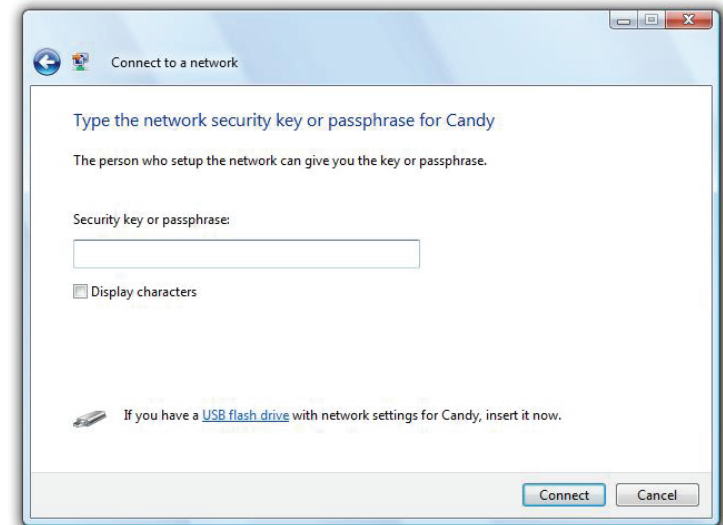 Connect to a network
Type the network security key or passphrase for Candy
The person who setup the network can give you the key or passphrase.
Security key or passphrase:
Display characters
If you have a USB flash drive with network settings for Candy, insert it now.
Connect Cancel